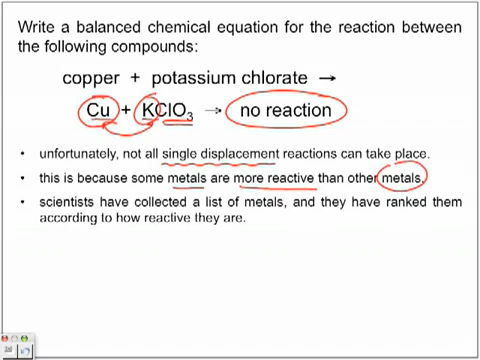 Write a balanced chemical equation for the reaction between
the following compounds:
copper + potassium chlorate →
Cu + KClO₃ → no reaction
• unfortunately, not all single displacement reactions can take place.
• this is because some metals are more reactive than other metals.
• scientists have collected a list of metals, and they have ranked them
according to how reactive they are.